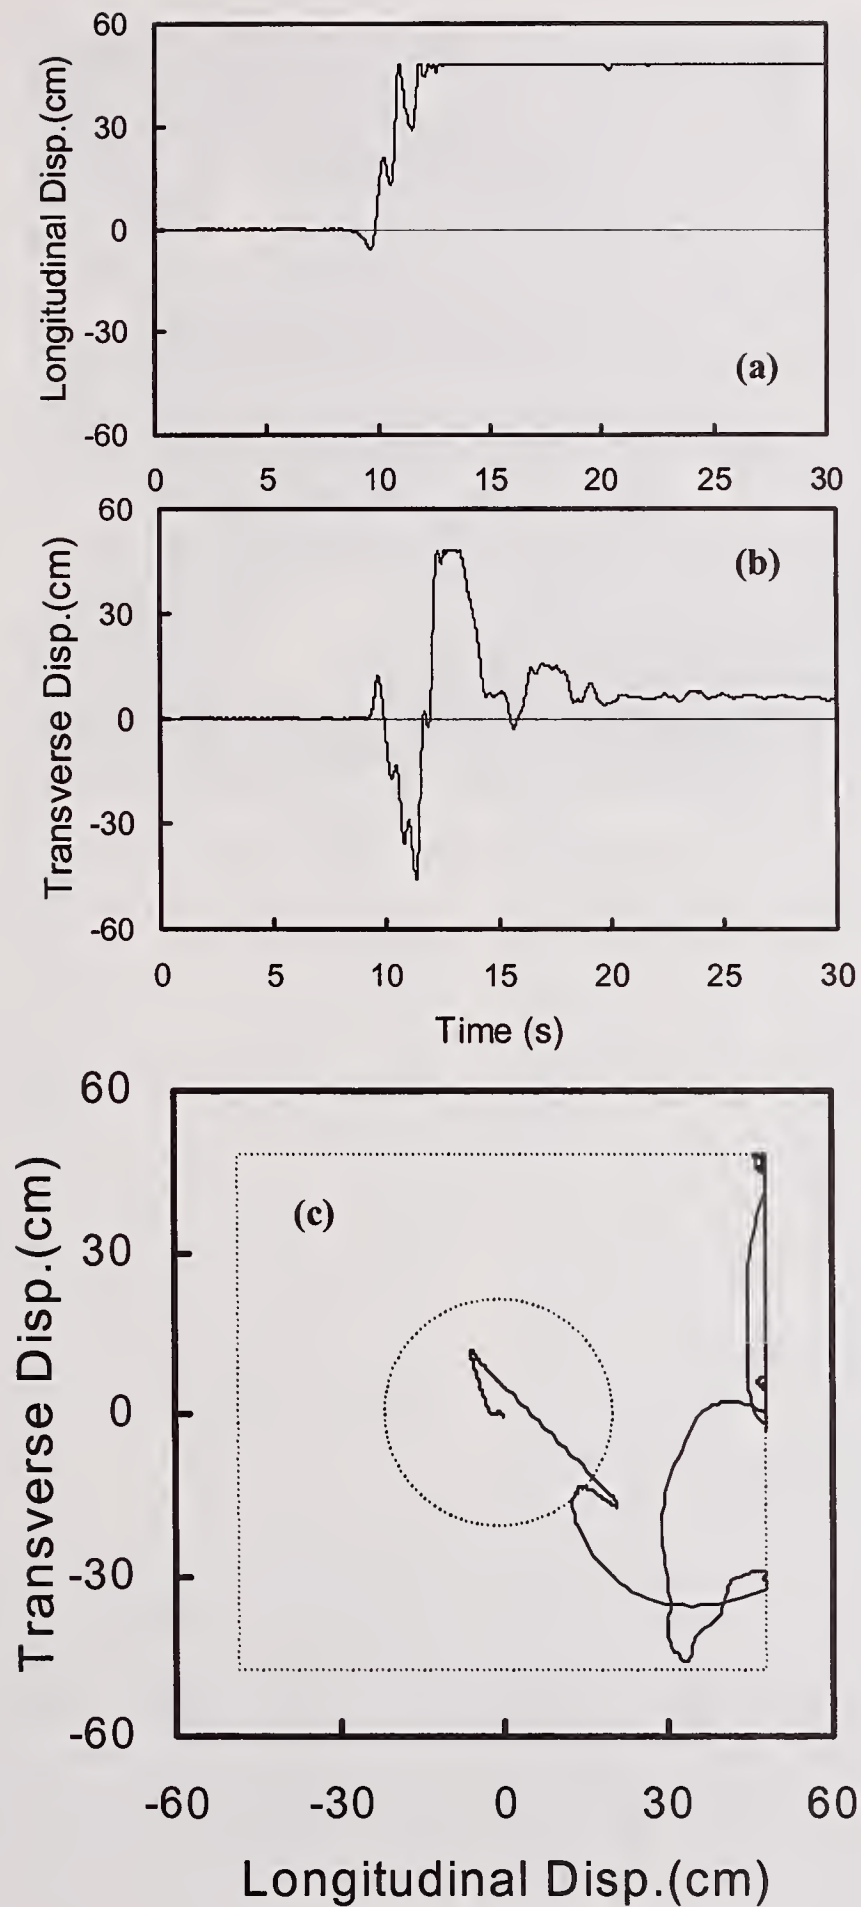 60
30
0
-30
-60
Longitudinal Disp.(cm)
(a)
0 5 10 15 20 25 30
60
30
0
-30
-60
Transverse Disp.(cm)
(b)
0 5 10 15 20 25 30
Time (s)
60
30
0
-30
-60
Transverse Disp.(cm)
(c)
-60 -30 0 30 60
Longitudinal Disp.(cm)